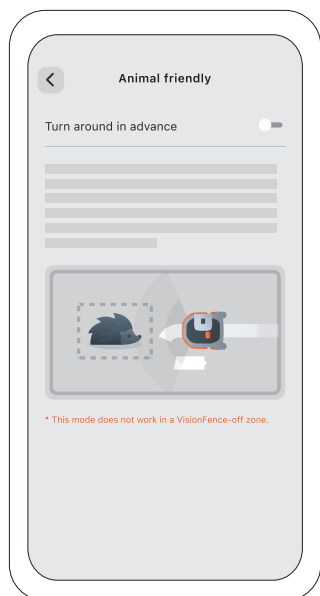 Animal friendly
Turn around in advance
* This mode does not work in a VisionFence-off zone.